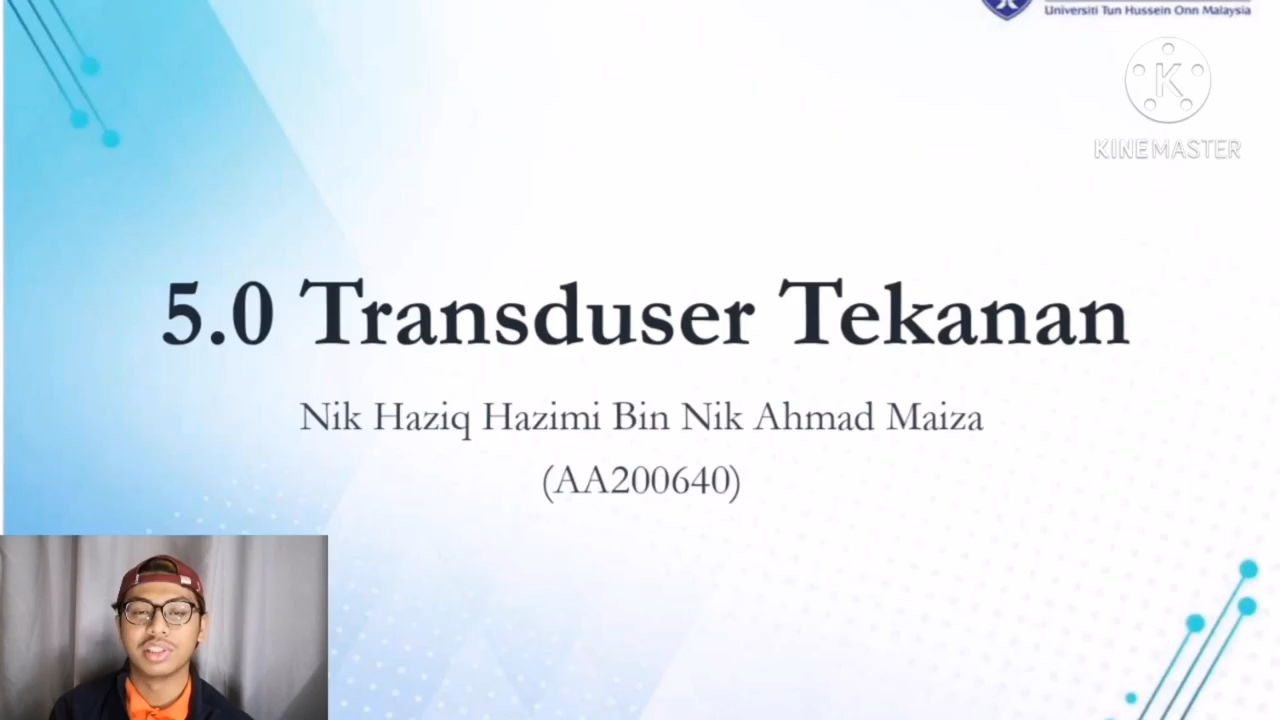 Universiti Tun Hussein Onn Malaysia
K
KINEMASTER
5.0 Transduser Tekanan
Nik Haziq Hazimi Bin Nik Ahmad Maiza
(AA200640)